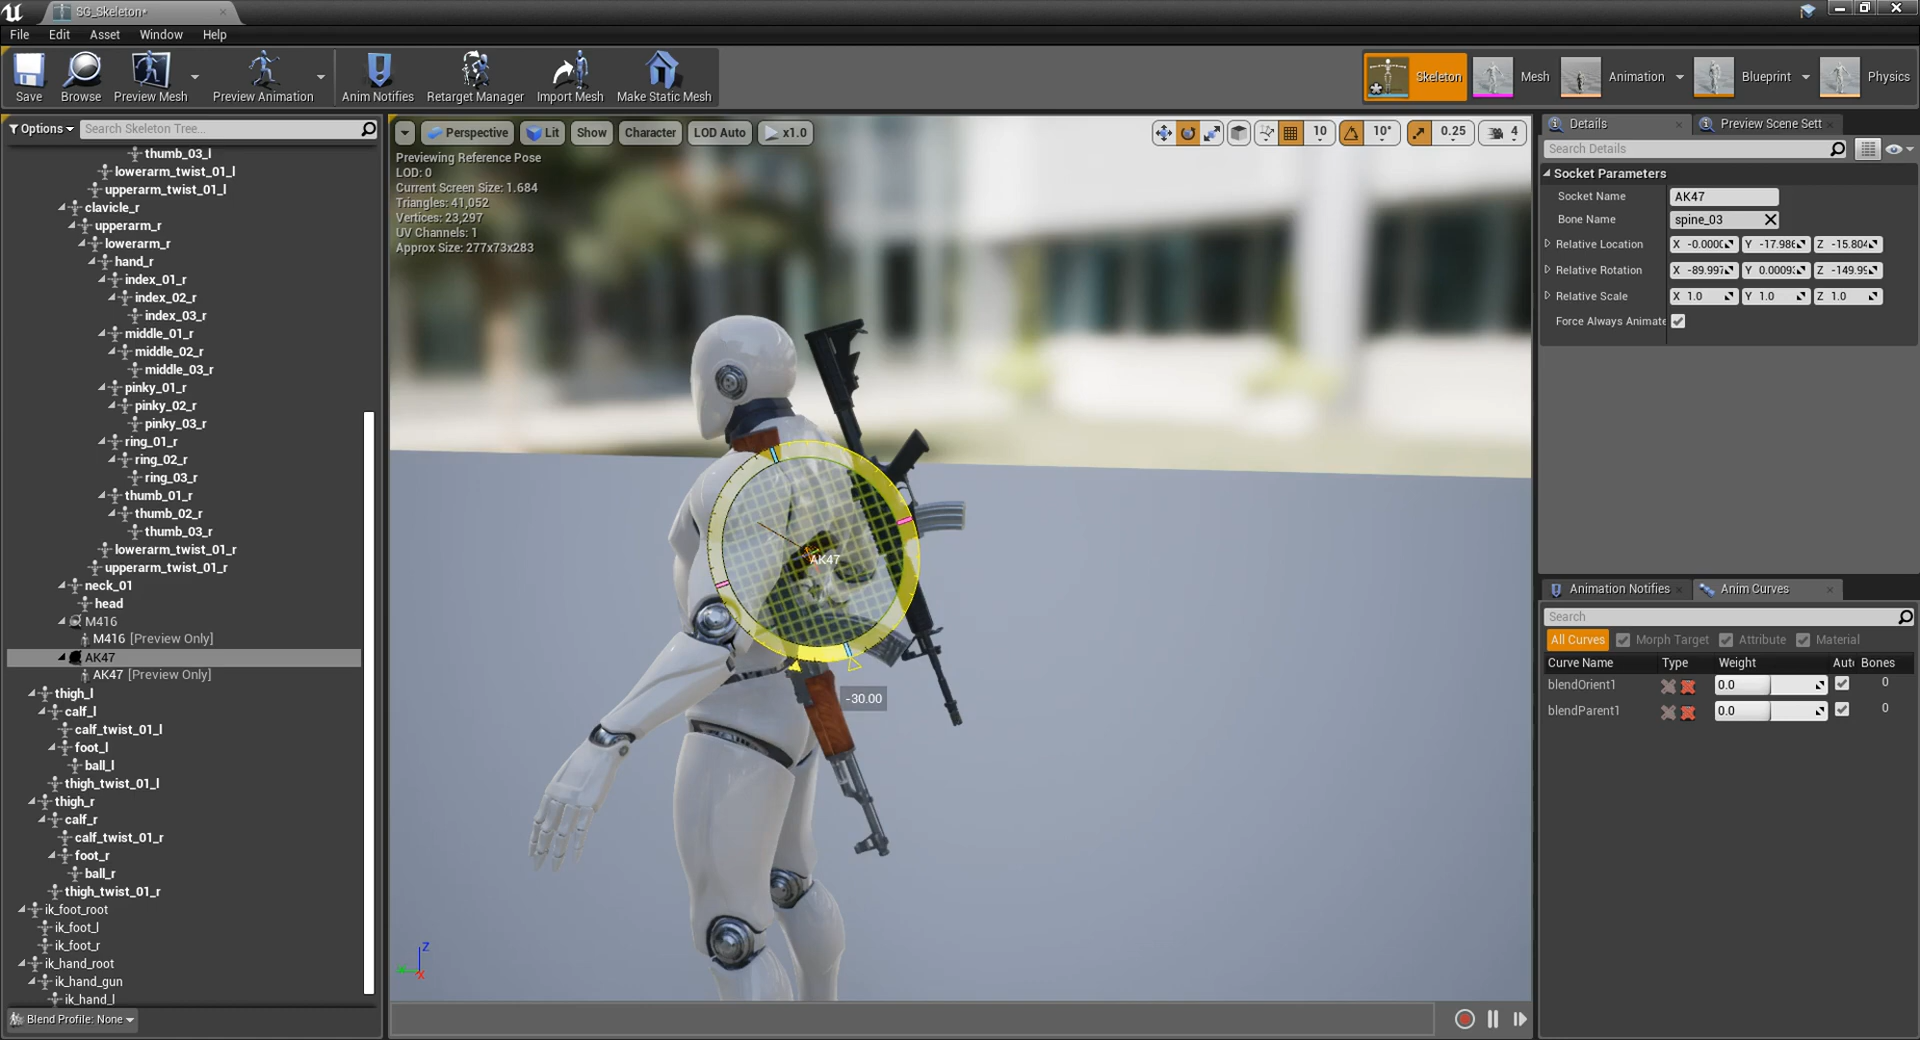 SG_Skeleton*
File Edit Asset Window Help
Save Browse Preview Mesh Preview Animation Anim Notifies Retarget Manager Import Mesh Make Static Mesh
Skeleton Mesh Animation Blueprint Physics
Options Search Skeleton Tree...
thumb_03_l
lowerarm_twist_01_l
upperarm_twist_01_l
clavicle_r
upperarm_r
lowerarm_r
hand_r
index_01_r
index_02_r
index_03_r
middle_01_r
middle_02_r
middle_03_r
pinky_01_r
pinky_02_r
pinky_03_r
ring_01_r
ring_02_r
ring_03_r
thumb_01_r
thumb_02_r
thumb_03_r
lowerarm_twist_01_r
upperarm_twist_01_r
neck_01
head
M416
M416 [Preview Only]
AK47
AK47 [Preview Only]
thigh_l
calf_l
calf_twist_01_l
foot_l
ball_l
thigh_twist_01_l
thigh_r
calf_r
calf_twist_01_r
foot_r
ball_r
thigh_twist_01_r
ik_foot_root
ik_foot_l
ik_foot_r
ik_hand_root
ik_hand_gun
ik_hand_l
Blend Profile: None
Perspective Lit Show Character LOD Auto x1.0 10 10° 0.25 4
Previewing Reference Pose
LOD: 0
Current Screen Size: 1.684
Triangles: 41,052
Vertices: 23,297
UV Channels: 1
Approx Size: 277x73x283
AK47
-30.00
Z
X
Details Preview Scene Sett
Search Details
Socket Parameters
Socket Name AK47
Bone Name spine_03
Relative Location X -0.000 Y -17.98 Z -15.804
Relative Rotation X -89.997 Y 0.0009 Z -149.99
Relative Scale X 1.0 Y 1.0 Z 1.0
Force Always Animate
Animation Notifies Anim Curves
Search
All Curves Morph Target Attribute Material
Curve Name Type Weight Aut Bones
blendOrient1 0.0 0
blendParent1 0.0 0